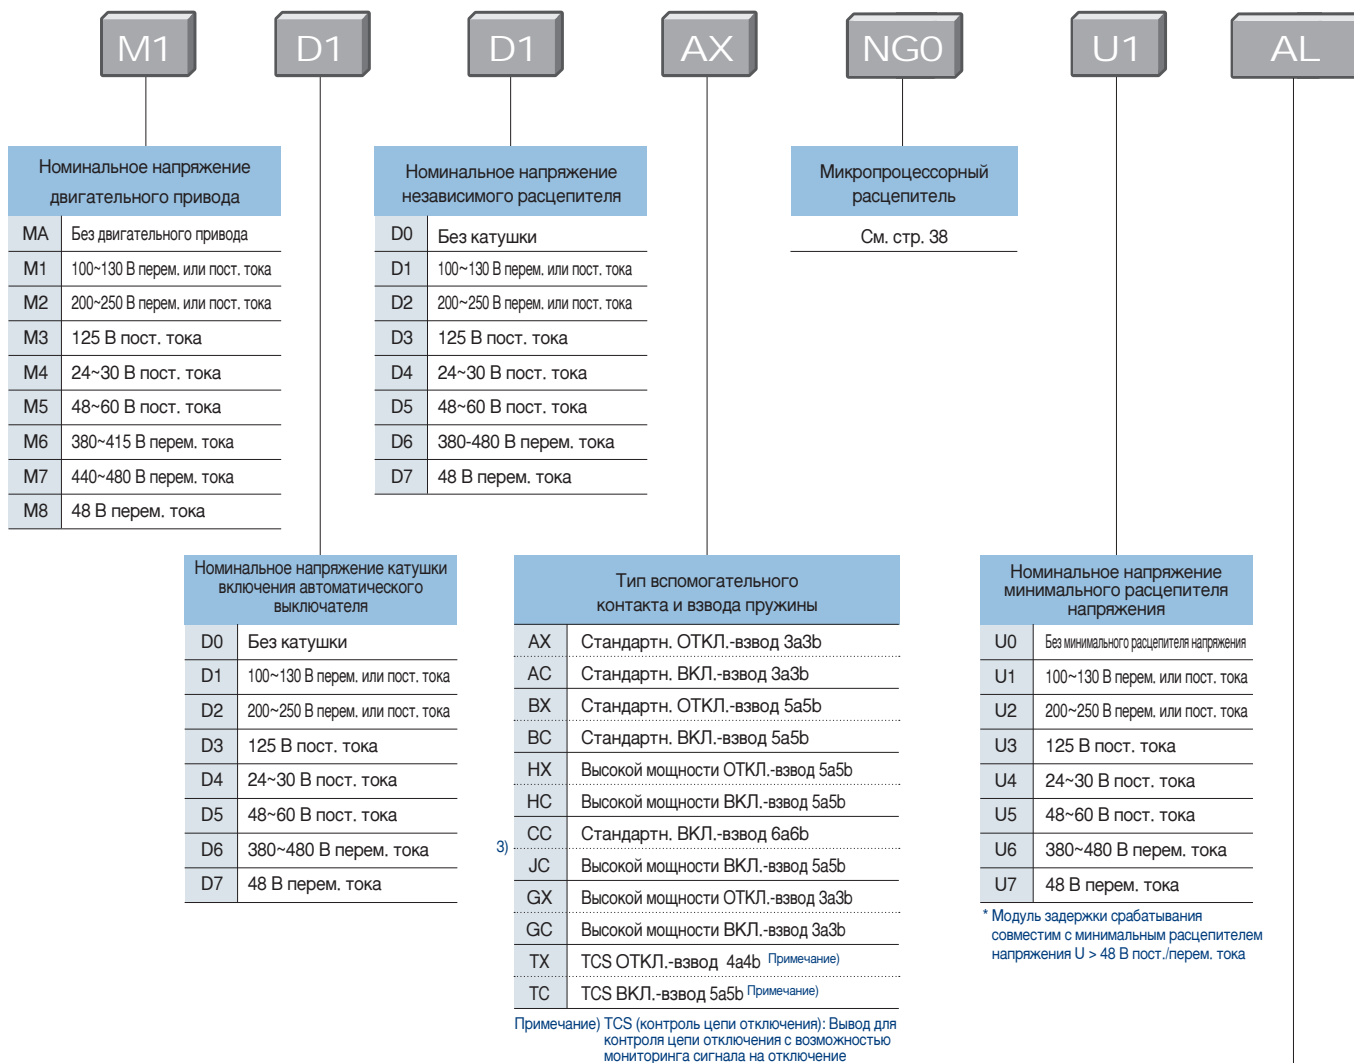 M1 D1 D1 AX NG0 U1 AL
Номинальное напряжение
двигательного привода
MA Без двигательного привода
M1 100~130 В перем. или пост. тока
M2 200~250 В перем. или пост. тока
M3 125 В пост. тока
M4 24~30 В пост. тока
M5 48~60 В пост. тока
M6 380~415 В перем. тока
M7 440~480 В перем. тока
M8 48 В перем. тока
Номинальное напряжение
независимого расцепителя
D0 Без катушки
D1 100~130 В перем. или пост. тока
D2 200~250 В перем. или пост. тока
D3 125 В пост. тока
D4 24~30 В пост. тока
D5 48~60 В пост. тока
D6 380-480 В перем. тока
D7 48 В перем. тока
Микропроцессорный
расцепитель
См. стр. 38
Номинальное напряжение катушки
включения автоматического
выключателя
D0 Без катушки
D1 100~130 В перем. или пост. тока
D2 200~250 В перем. или пост. тока
D3 125 В пост. тока
D4 24~30 В пост. тока
D5 48~60 В пост. тока
D6 380~480 В перем. тока
D7 48 В перем. тока
Тип вспомогательного
контакта и взвода пружины
AX Стандартн. ОТКЛ.-взвод 3a3b
AC Стандартн. ВКЛ.-взвод 3a3b
BX Стандартн. ОТКЛ.-взвод 5a5b
BC Стандартн. ВКЛ.-взвод 5a5b
HX Высокой мощности ОТКЛ.-взвод 5a5b
HC Высокой мощности ВКЛ.-взвод 5a5b
CC Стандартн. ВКЛ.-взвод 6a6b
3)
JC Высокой мощности ВКЛ.-взвод 5a5b
GX Высокой мощности ОТКЛ.-взвод 3a3b
GC Высокой мощности ВКЛ.-взвод 3a3b
TX TCS ОТКЛ.-взвод 4a4b Примечание)
TC TCS ВКЛ.-взвод 5a5b Примечание)
Примечание) TCS (контроль цепи отключения): Вывод для
контроля цепи отключения с возможностью
мониторинга сигнала на отключение
Номинальное напряжение
минимального расцепителя
напряжения
U0 Без минимального расцепителя напряжения
U1 100~130 В перем. или пост. тока
U2 200~250 В перем. или пост. тока
U3 125 В пост. тока
U4 24~30 В пост. тока
U5 48~60 В пост. тока
U6 380~480 В перем. тока
U7 48 В перем. тока
* Модуль задержки срабатывания
совместим с минимальным расцепителем
напряжения U > 48 В пост./перем. тока